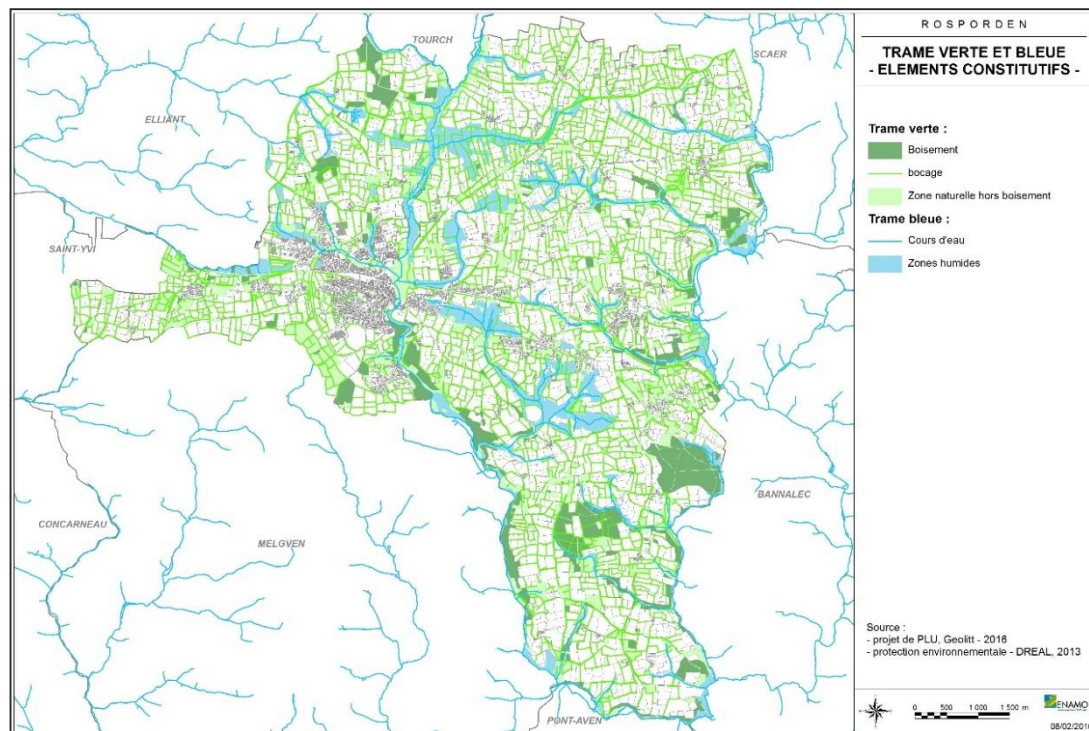 ROSPORDEN
TRAME VERTE ET BLEUE
- ELEMENTS CONSTITUTIFS -
Trame verte :
Boisement
bocage
Zone naturelle hors boisement
Trame bleue :
Cours d'eau
Zones humides
TOURCH
SCAER
ELLIANT
SAINT-YVI
CONCARNEAU
MELGVEN
BANNALEC
PONT-AVEN
Source :
- projet de PLU, Geolitt - 2016
- protection environnementale - DREAL, 2013
0 500 1 000 1 500 m
ENAMO